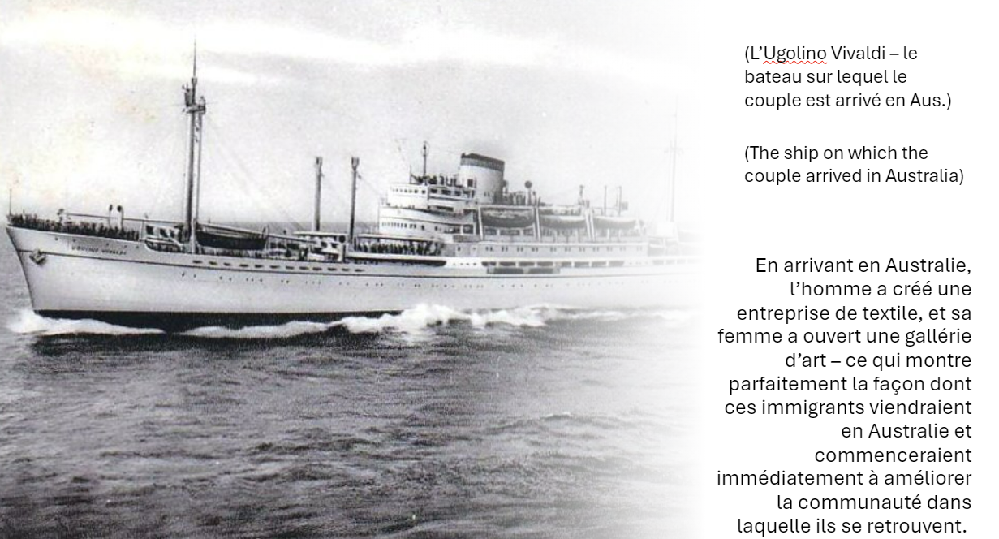 UGOLINO VIVALDI
(L’Ugolino Vivaldi – le
bateau sur lequel le
couple est arrivé en Aus.)
(The ship on which the
couple arrived in Australia)
En arrivant en Australie,
l’homme a créé une
entreprise de textile, et sa
femme a ouvert une gallérie
d’art – ce qui montre
parfaitement la façon dont
ces immigrants viendraient
en Australie et
commenceraient
immédiatement à améliorer
la communauté dans
laquelle ils se retrouvent.